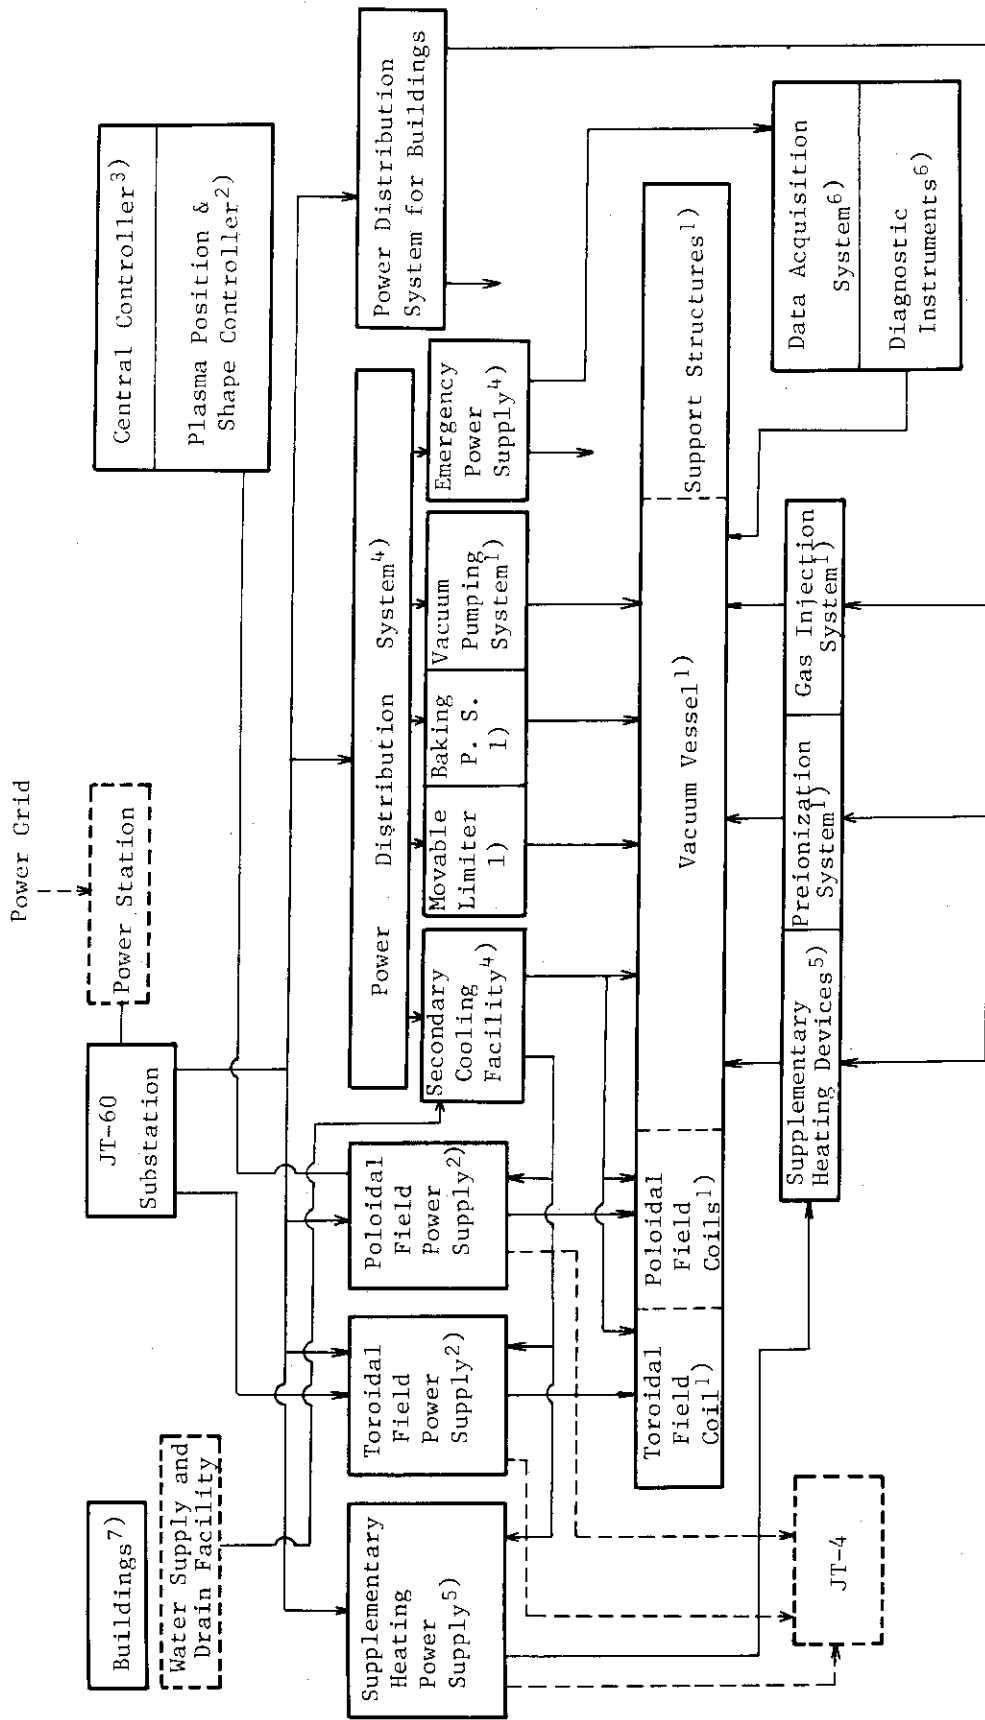 Power Grid
Power Station
JT-60
Substation
Buildings7)
Water Supply and
Drain Facility
Central Controller3)
Plasma Position &
Shape Controller2)
Supplementary
Heating
Power
Supply5)
Toroidal
Field
Power
Supply2)
Poloidal
Field
Power
Supply2)
Power Distribution System4)
Secondary
Cooling
Facility4)
Movable
Limiter
1)
Baking
P. S.
1)
Vacuum
Pumping
System1)
Emergency
Power
Supply4)
Power Distribution
System for Buildings
Toroidal
Field
Coil1)
Poloidal
Field
Coils1)
Vacuum Vessel1)
Support Structures1)
JT-4
Supplementary
Heating Devices5)
Preionization
System1)
Gas Injection
System1)
Data Acquisition
System6)
Diagnostic
Instruments6)